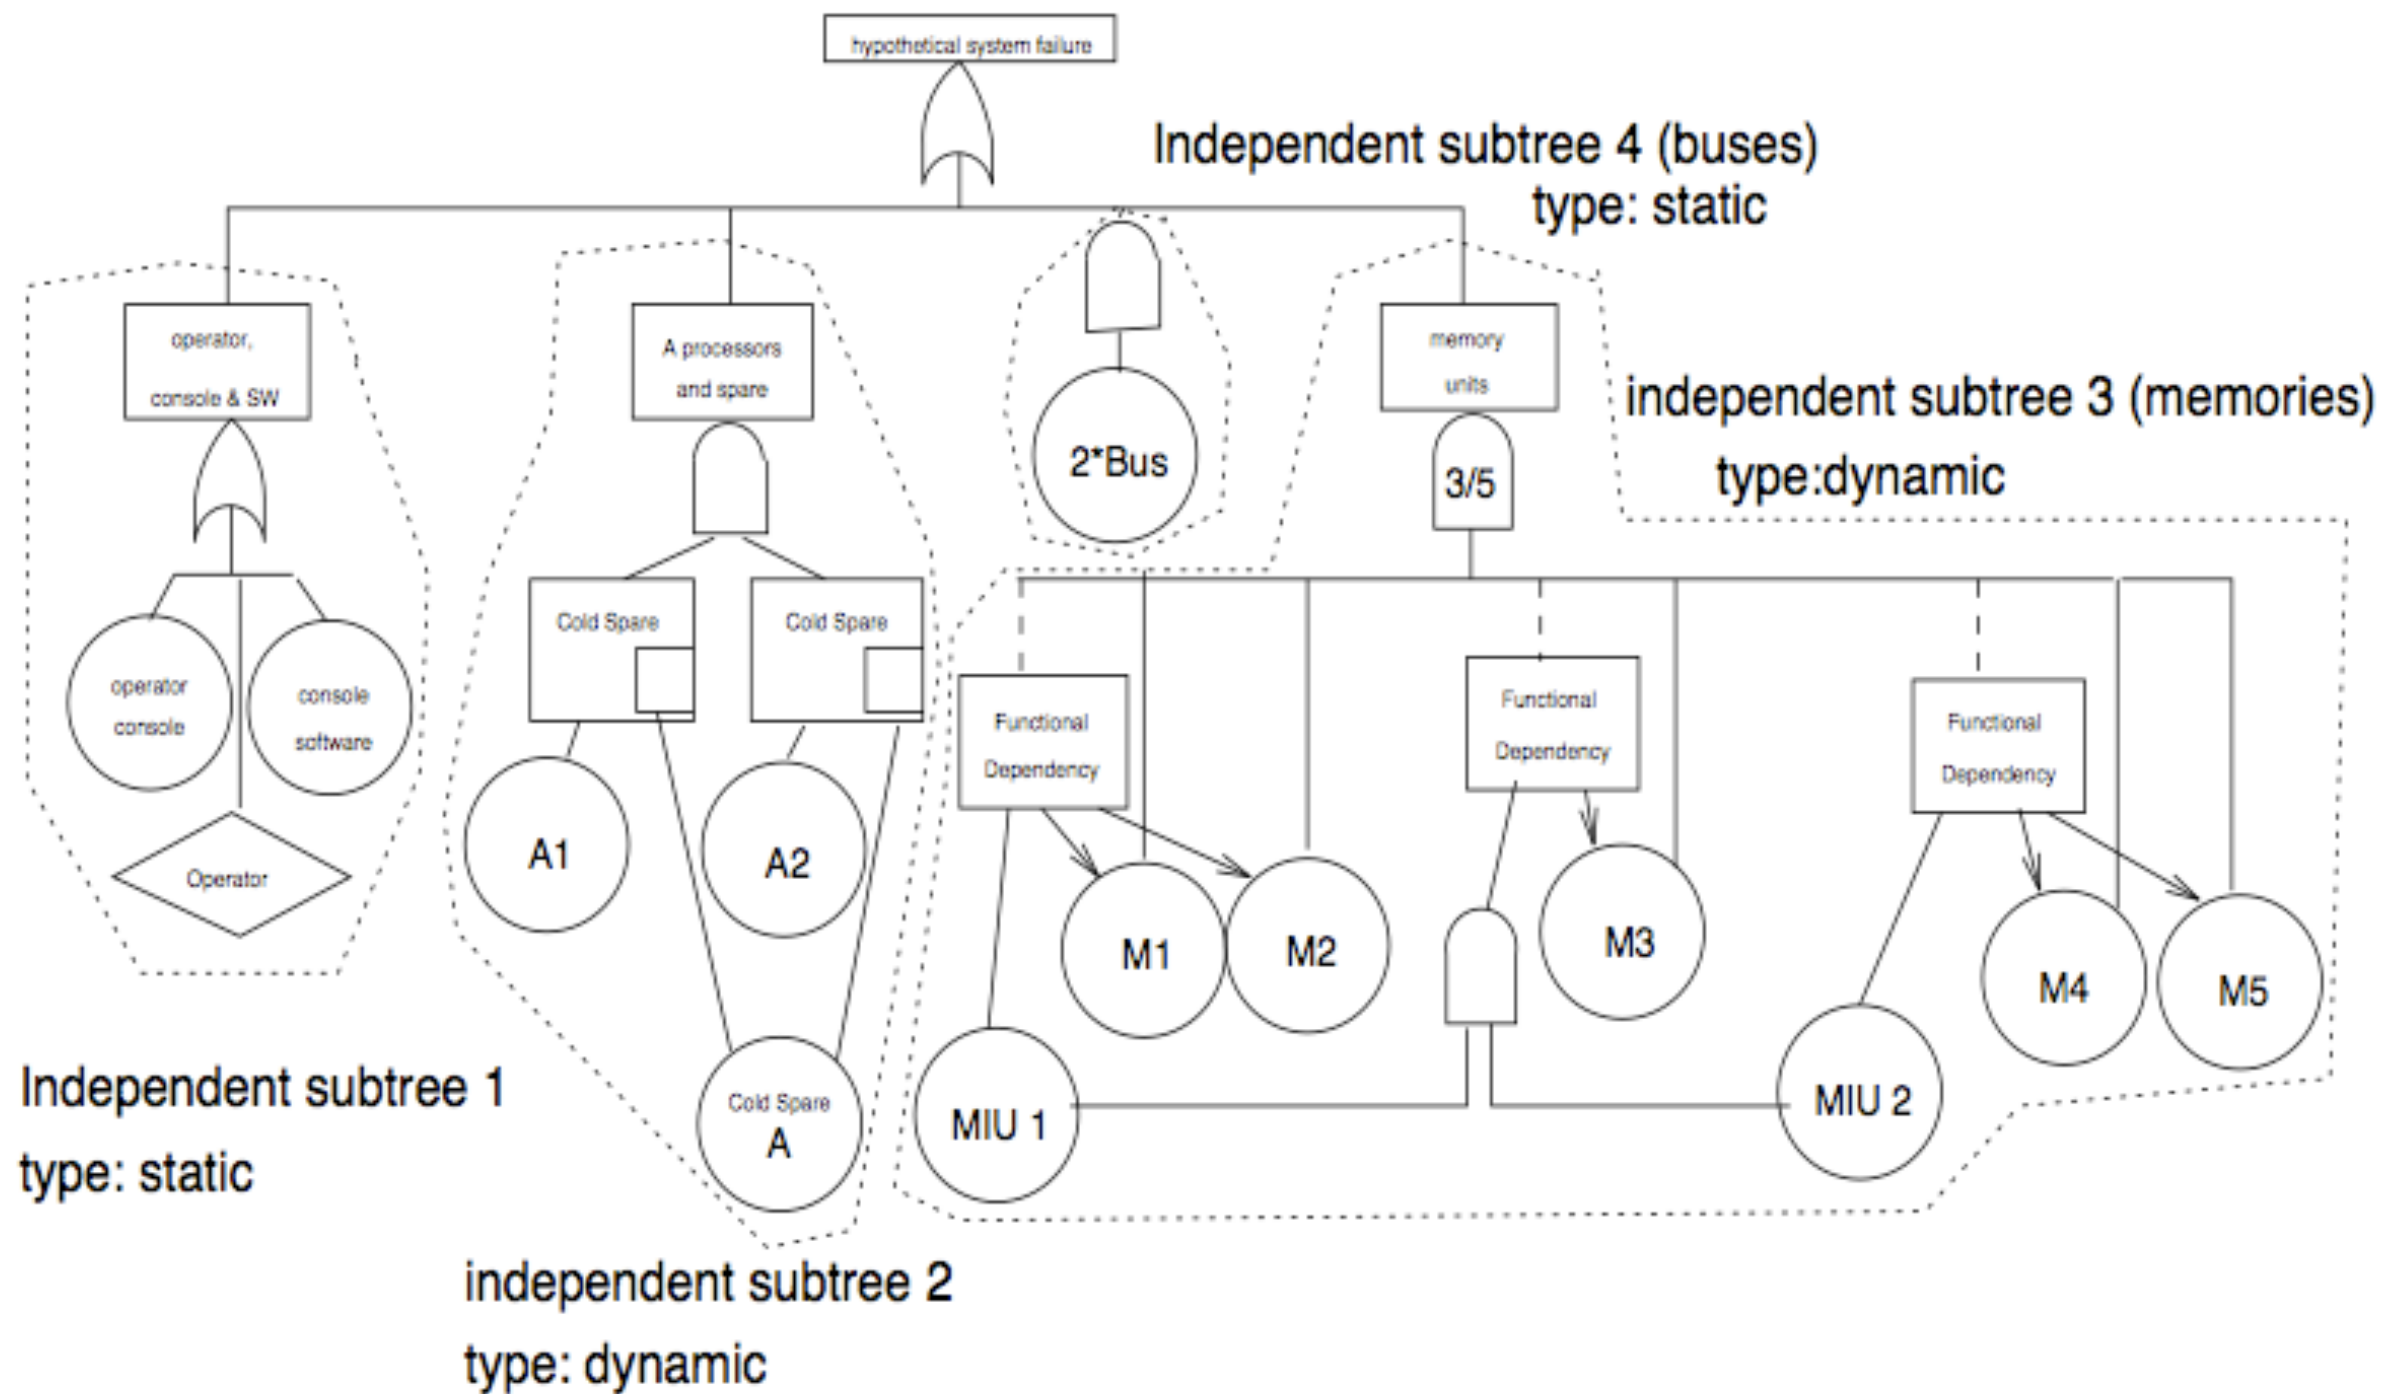 hypothetical system failure
Independent subtree 4 (buses)
type: static
operator,
console & SW
A processors
and spare
2*Bus
memory
units
3/5
independent subtree 3 (memories)
type:dynamic
operator
console
console
software
Operator
Independent subtree 1
type: static
Cold Spare
Cold Spare
A1
A2
Cold Spare
A
independent subtree 2
type: dynamic
Functional
Dependency
M1
M2
MIU 1
Functional
Dependency
M3
Functional
Dependency
MIU 2
M4
M5